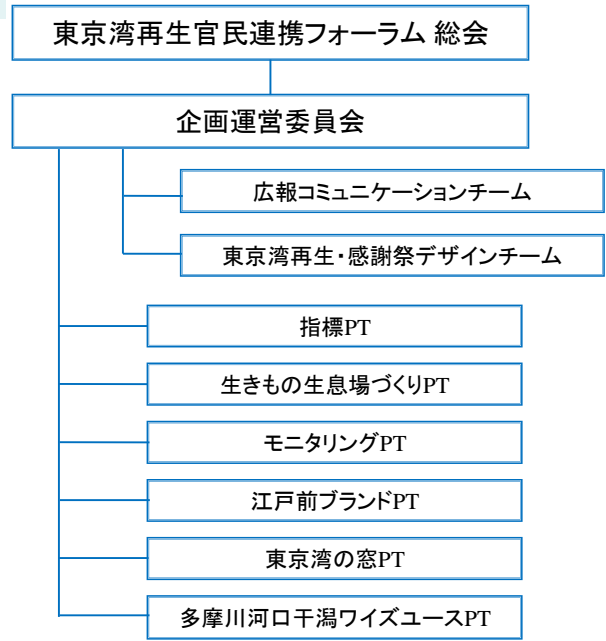 東京湾再生官民連携フォーラム 総会
企画運営委員会
広報コミュニケーションチーム
東京湾再生・感謝祭デザインチーム
指標PT
生きもの生息場づくりPT
モニタリングPT
江戸前ブランドPT
東京湾の窓PT
多摩川河口干潟ワイズユースPT